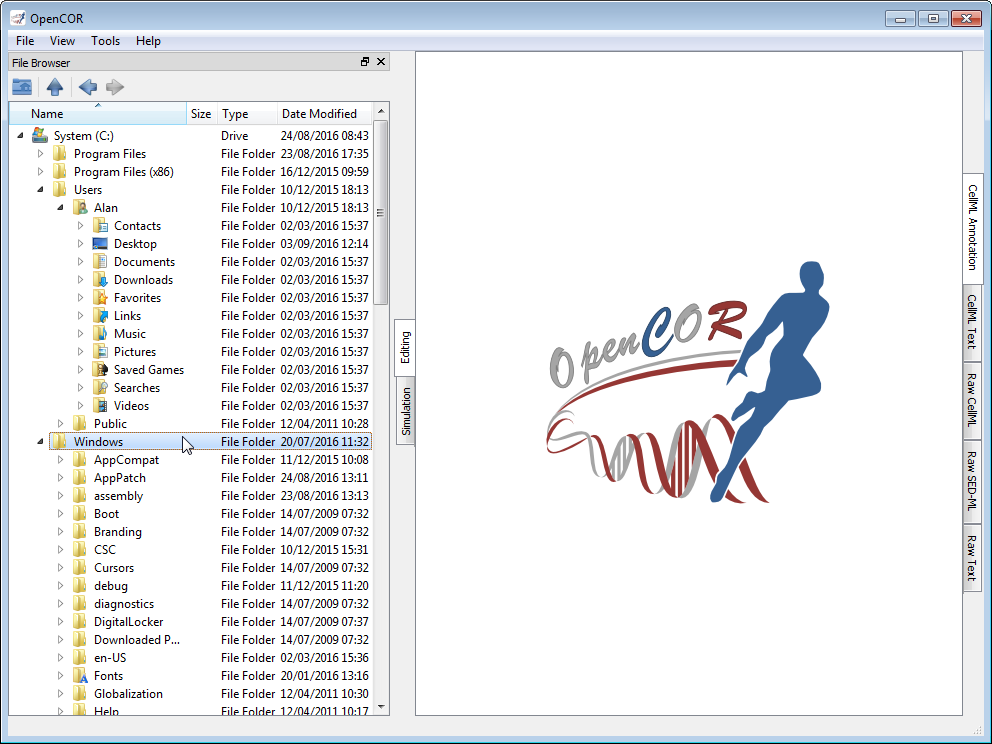 OpenCOR
File View Tools Help
File Browser
Name Size Type Date Modified
System (C:) Drive 24/08/2016 08:43
Program Files File Folder 23/08/2016 17:35
Program Files (x86) File Folder 16/12/2015 09:59
Users File Folder 10/12/2015 18:13
Alan File Folder 10/12/2015 18:13
Contacts File Folder 02/03/2016 15:37
Desktop File Folder 03/09/2016 12:14
Documents File Folder 02/03/2016 15:37
Downloads File Folder 02/03/2016 15:37
Favorites File Folder 02/03/2016 15:37
Links File Folder 02/03/2016 15:37
Music File Folder 02/03/2016 15:37
Pictures File Folder 02/03/2016 15:37
Saved Games File Folder 02/03/2016 15:37
Searches File Folder 02/03/2016 15:37
Videos File Folder 02/03/2016 15:37
Public File Folder 12/04/2011 10:28
Windows File Folder 20/07/2016 11:32
AppCompat File Folder 11/12/2015 10:08
AppPatch File Folder 24/08/2016 13:11
assembly File Folder 23/08/2016 13:13
Boot File Folder 14/07/2009 07:32
Branding File Folder 14/07/2009 07:32
CSC File Folder 10/12/2015 15:31
Cursors File Folder 14/07/2009 07:32
debug File Folder 11/12/2015 11:20
diagnostics File Folder 14/07/2009 07:32
DigitalLocker File Folder 14/07/2009 07:37
Downloaded P... File Folder 14/07/2009 07:32
en-US File Folder 02/03/2016 15:36
Fonts File Folder 20/01/2016 13:16
Globalization File Folder 12/04/2011 10:30
Help File Folder 12/04/2011 10:17
Editing
Simulation
OpenCOR
CellML Annotation
CellML Text
Raw CellML
Raw SED-ML
Raw Text